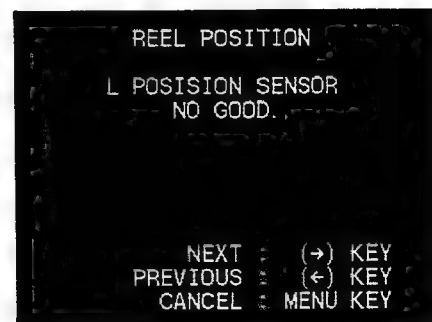 REEL POSITION
L POSISION SENSOR
NO GOOD.
NEXT : (→) KEY
PREVIOUS : (←) KEY
CANCEL : MENU KEY